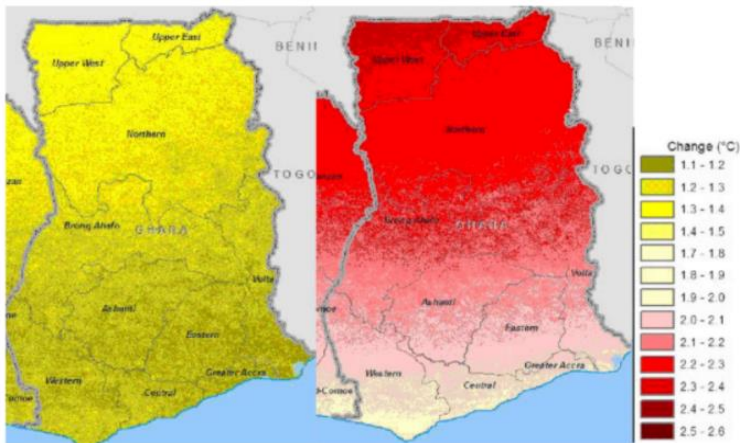 Upper East
BENI
Upper West
Northern
TOGO
Brong Ahafo
GHANA
Volta
Ashanti
Eastern
Greater Accra
Western
Central
Upper East
BENI
Upper West
Northern
TOGO
Brong Ahafo
GHANA
Volta
Ashanti
Eastern
Greater Accra
Western
Central
Change (°C)
1.1 - 1.2
1.2 - 1.3
1.3 - 1.4
1.4 - 1.5
1.7 - 1.8
1.8 - 1.9
1.9 - 2.0
2.0 - 2.1
2.1 - 2.2
2.2 - 2.3
2.3 - 2.4
2.4 - 2.5
2.5 - 2.6